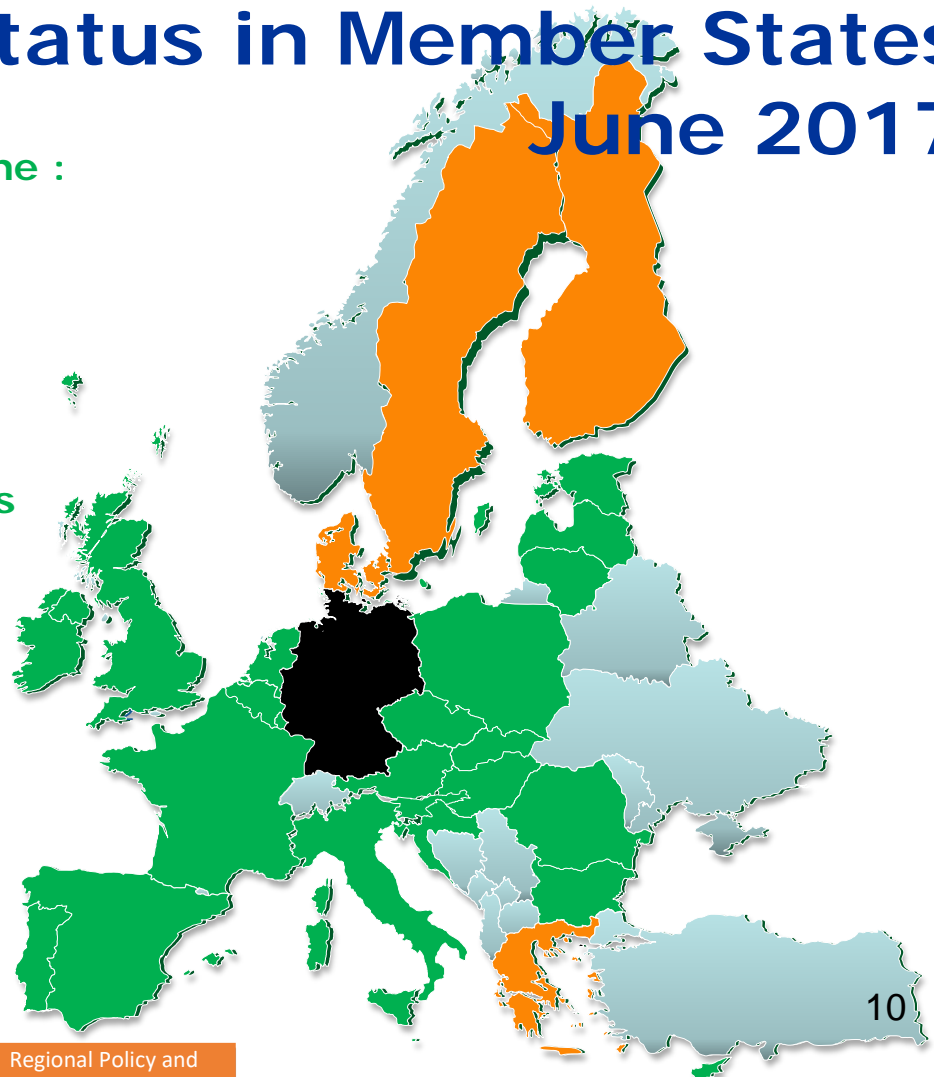 tatus in Member States
June 2017
ne :
s
10
Regional Policy and